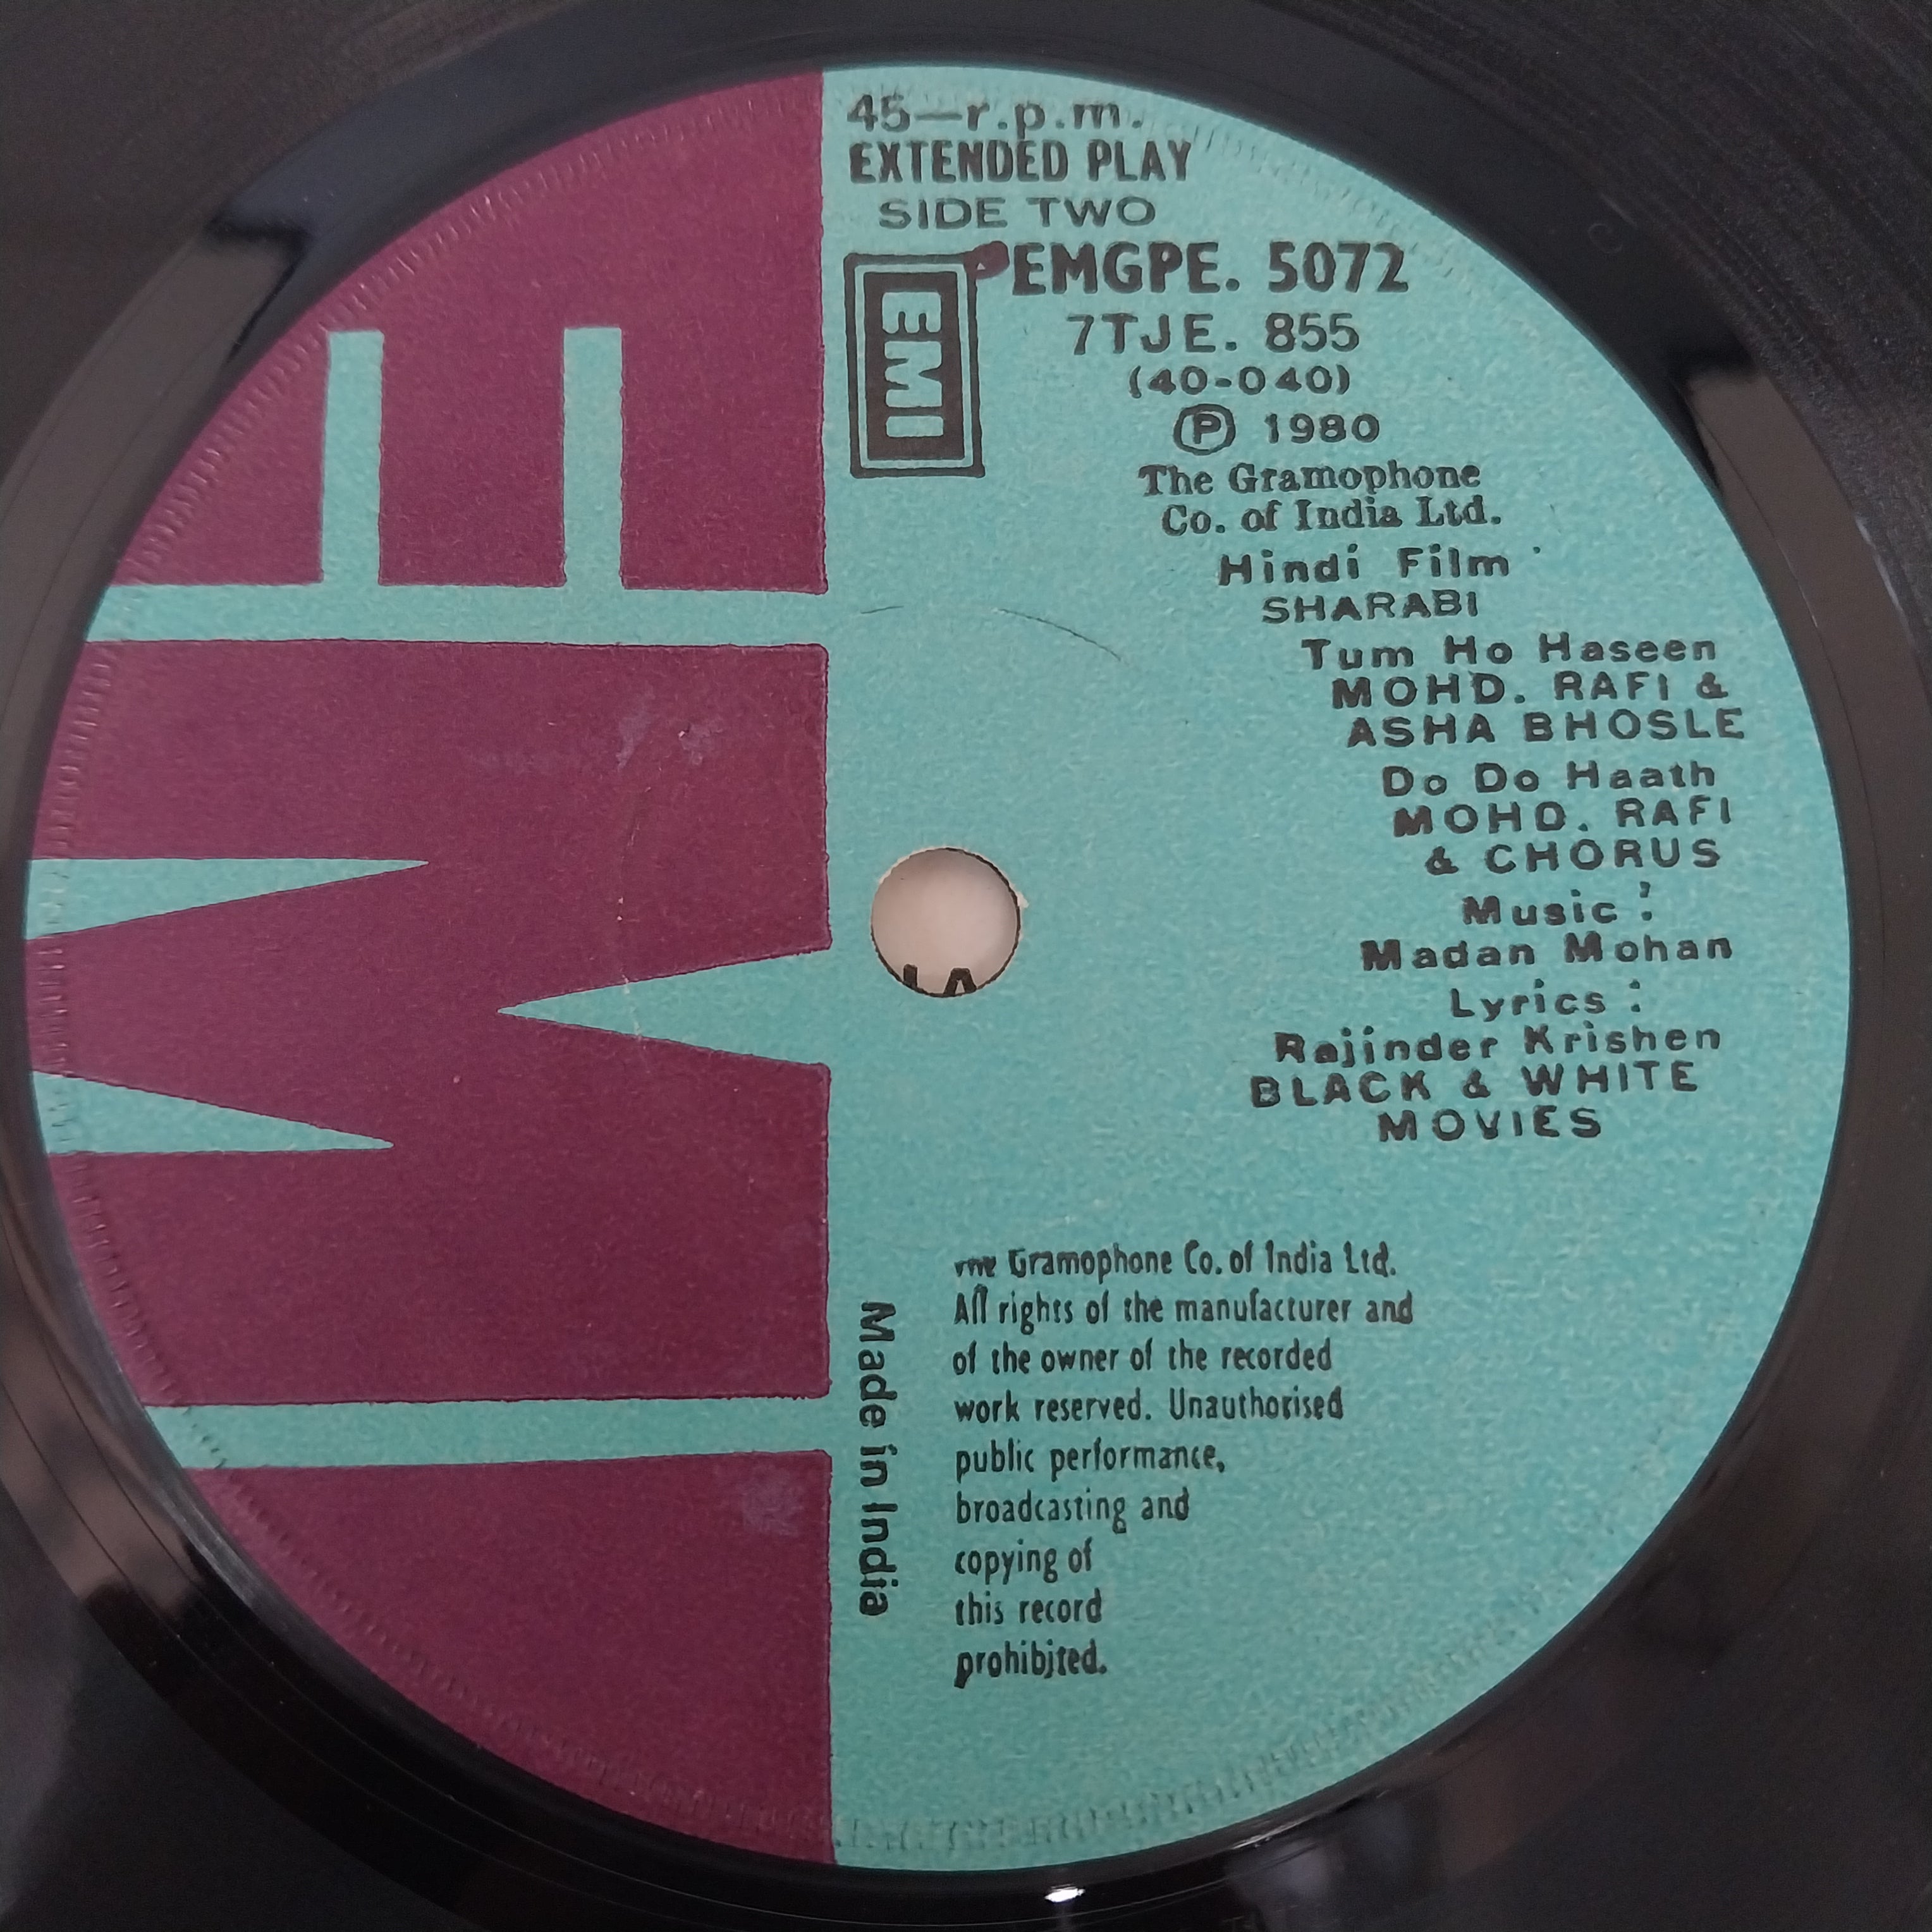 45—r.p.m.
EXTENDED PLAY
SIDE TWO
EMI
EMGPE. 5072
7TJE. 855
(40-040)
Ⓟ 1980
The Gramophone
Co. of India Ltd.
Hindi Film
SHARABI
Tum Ho Haseen
MOHD. RAFI &
ASHA BHOSLE
Do Do Haath
MOHD. RAFI
& CHORUS
Music :
Madan Mohan
Lyrics :
Rajinder Krishen
BLACK & WHITE
MOVIES
The Gramophone Co. of India Ltd.
All rights of the manufacturer and
of the owner of the recorded
work reserved. Unauthorised
public performance,
broadcasting and
copying of
this record
prohibited.
Made in India
EMI